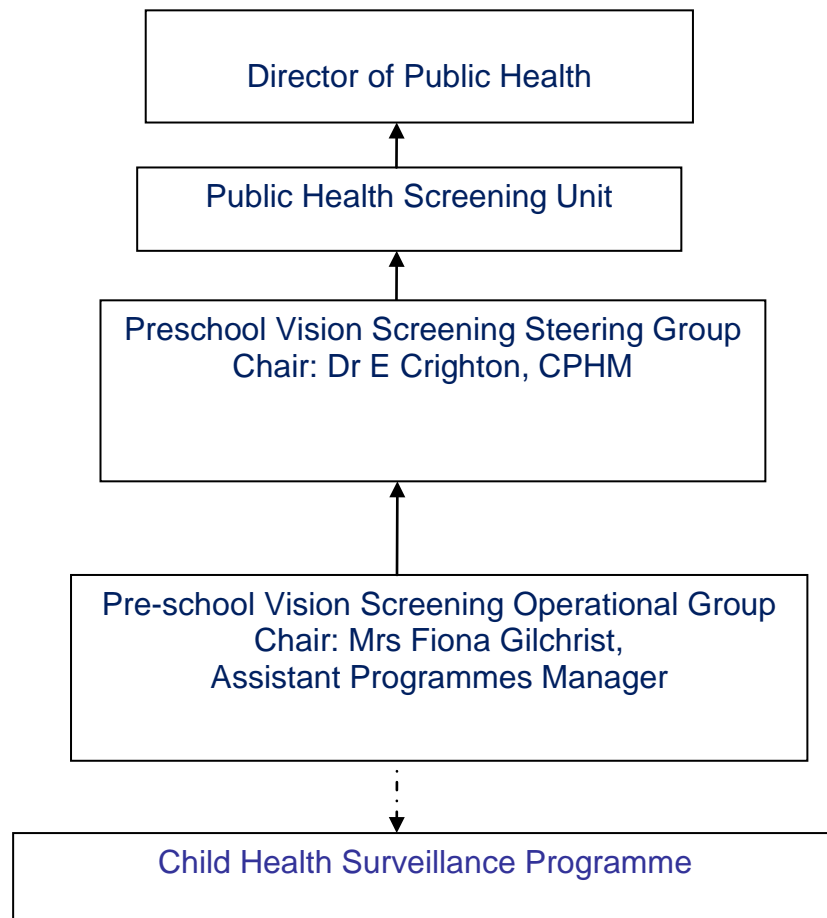 Director of Public Health
Public Health Screening Unit
Preschool Vision Screening Steering Group
Chair: Dr E Crighton, CPHM
Pre-school Vision Screening Operational Group
Chair: Mrs Fiona Gilchrist,
Assistant Programmes Manager
Child Health Surveillance Programme